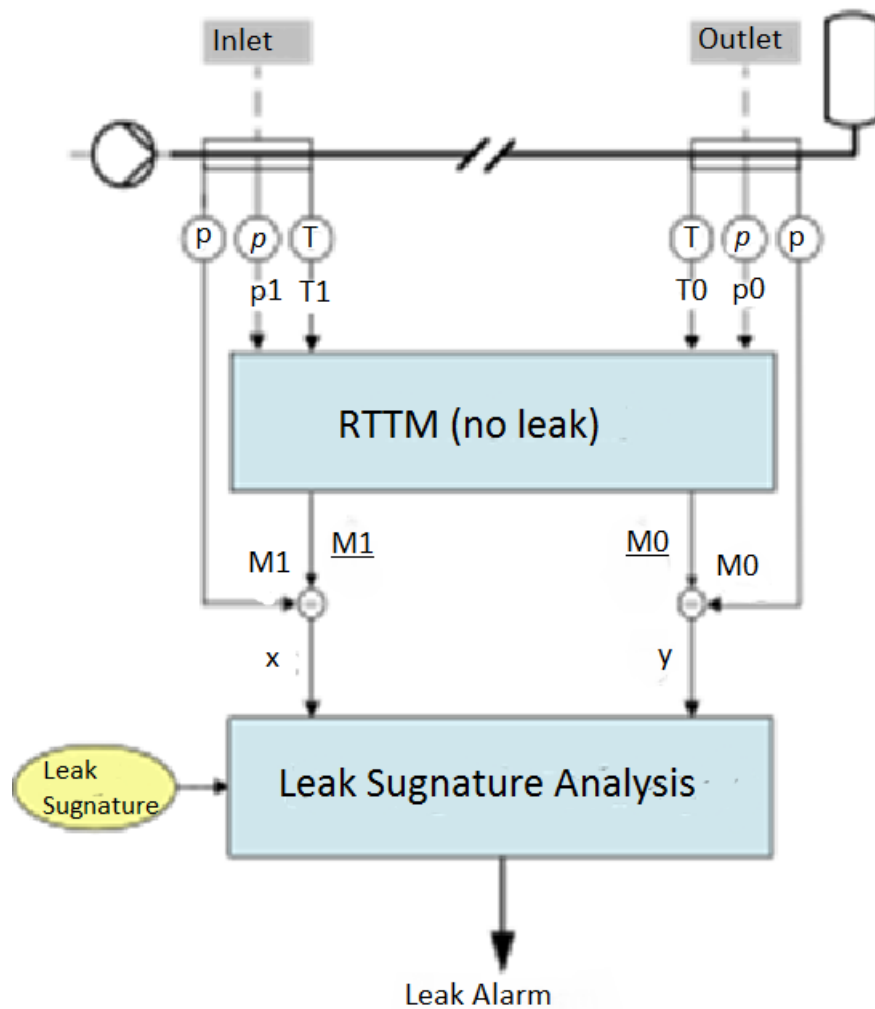 Inlet
Outlet
p
p
T
T
p
p
p1
T1
T0
p0
RTTM (no leak)
M1
M1
M0
M0
x
y
Leak
Sugnature
Leak Sugnature Analysis
Leak Alarm